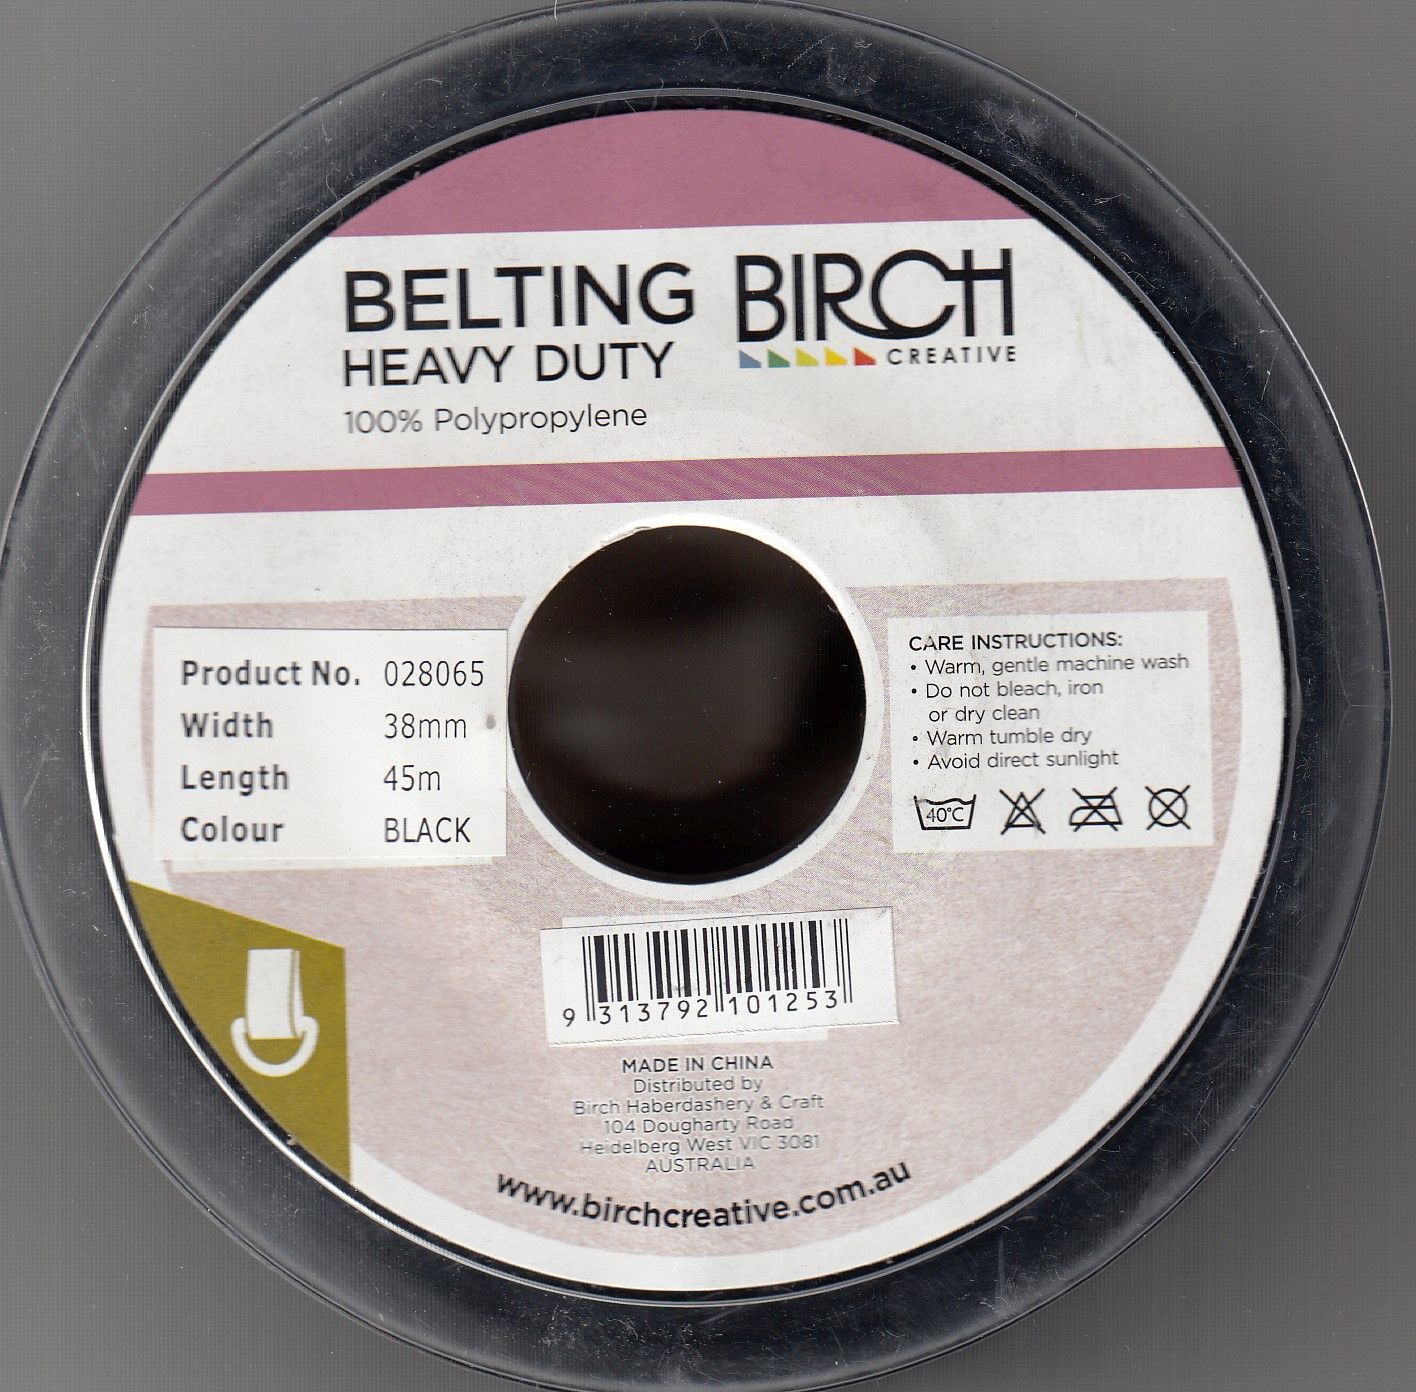 BELTING
HEAVY DUTY
100% Polypropylene
BIRCH
CREATIVE
Product No. 028065
Width 38mm
Length 45m
Colour BLACK
CARE INSTRUCTIONS:
• Warm, gentle machine wash
• Do not bleach, iron
or dry clean
• Warm tumble dry
• Avoid direct sunlight
40°C
9 313792 101253
MADE IN CHINA
Distributed by
Birch Haberdashery & Craft
104 Dougharty Road
Heidelberg West VIC 3081
AUSTRALIA
www.birchcreative.com.au